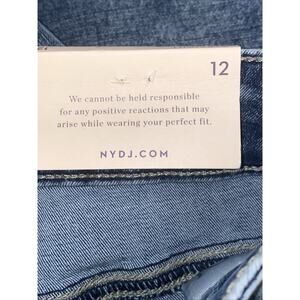 12
We cannot be held responsible
for any positive reactions that may
arise while wearing your perfect fit.
NYDJ.COM